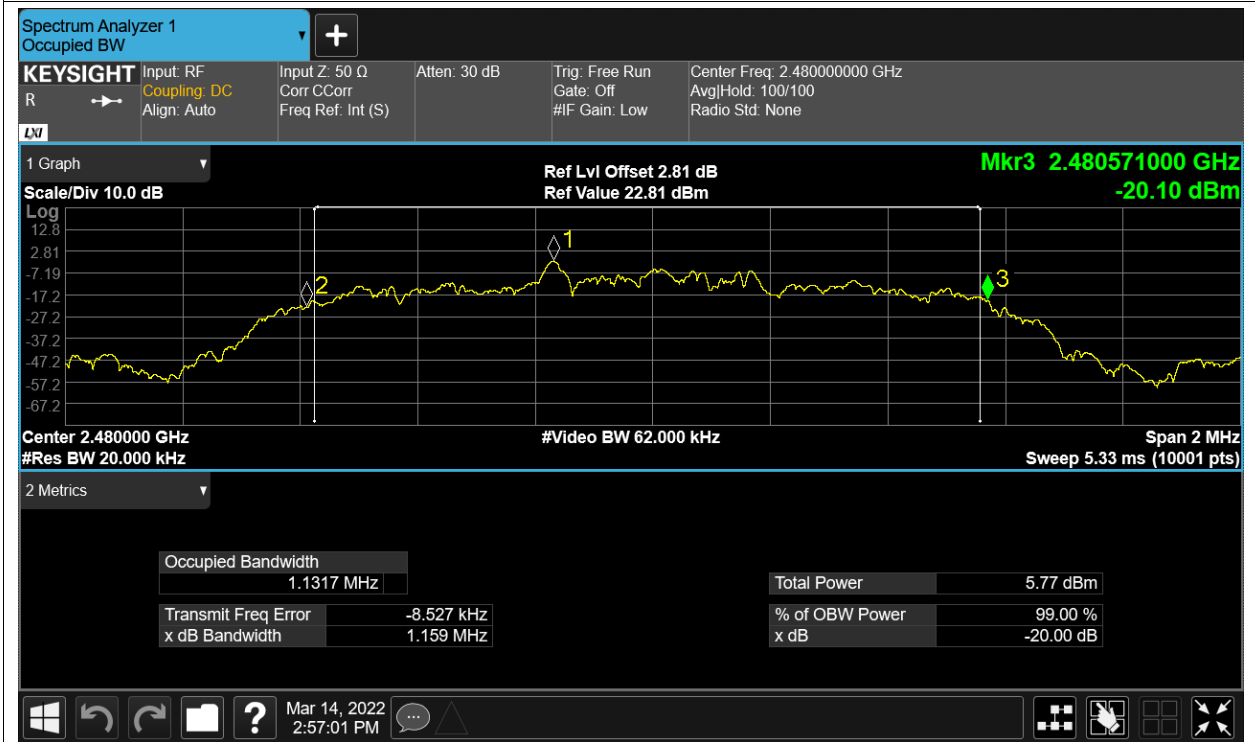 Spectrum Analyzer 1
Occupied BW
KEYSIGHT
R
LXI
Input: RF
Coupling: DC
Align: Auto
Input Z: 50 Ω
Corr CCorr
Freq Ref: Int (S)
Atten: 30 dB
Trig: Free Run
Gate: Off
#IF Gain: Low
Center Freq: 2.480000000 GHz
Avg|Hold: 100/100
Radio Std: None
1 Graph
Scale/Div 10.0 dB
Ref Lvl Offset 2.81 dB
Ref Value 22.81 dBm
Mkr3 2.480571000 GHz
-20.10 dBm
Log
12.8
2.81
-7.19
-17.2
-27.2
-37.2
-47.2
-57.2
-67.2
1
2
3
Center 2.480000 GHz
#Video BW 62.000 kHz
Span 2 MHz
#Res BW 20.000 kHz
Sweep 5.33 ms (10001 pts)
2 Metrics
Occupied Bandwidth
1.1317 MHz
Transmit Freq Error -8.527 kHz
x dB Bandwidth 1.159 MHz
Total Power 5.77 dBm
% of OBW Power 99.00 %
x dB -20.00 dB
?
Mar 14, 2022
2:57:01 PM